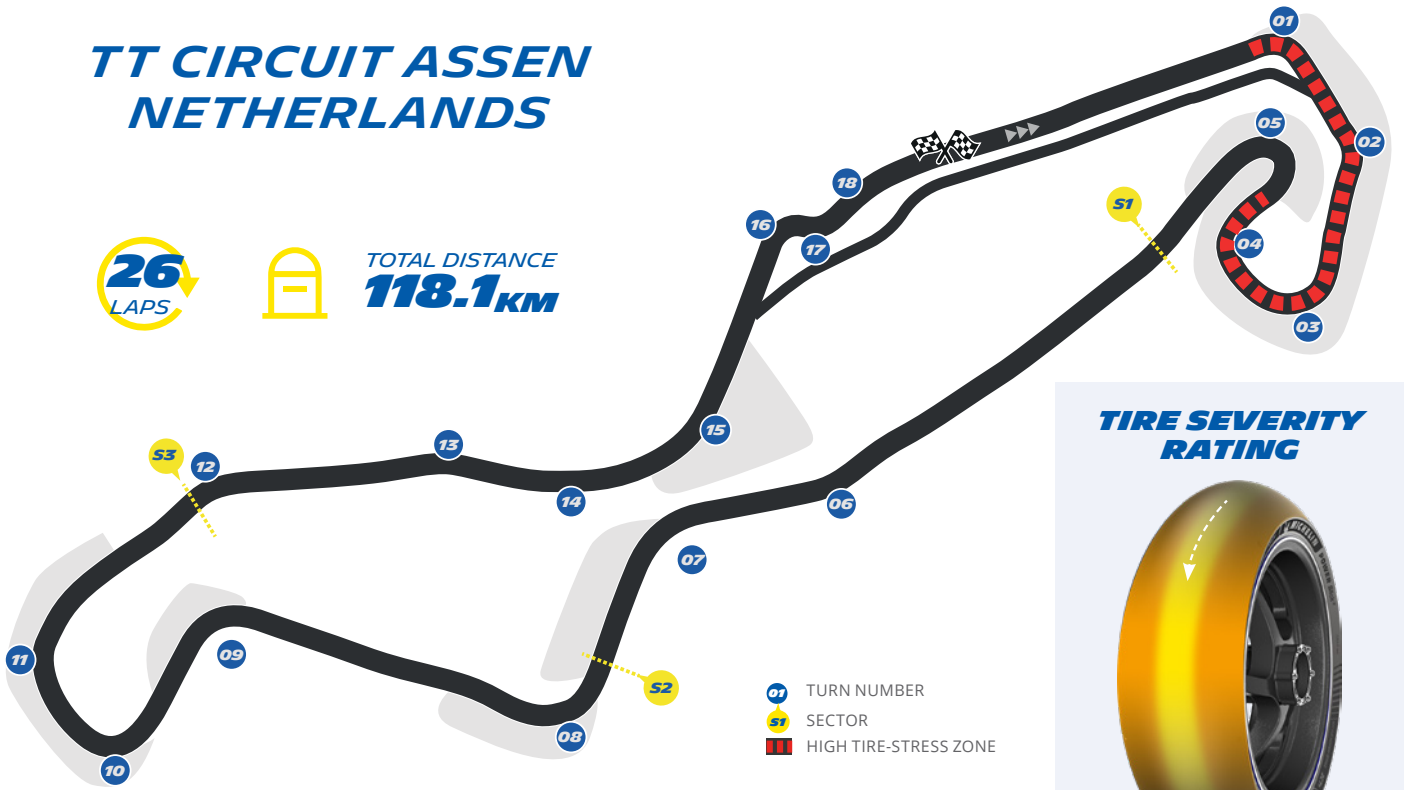 TT CIRCUIT ASSEN
NETHERLANDS
26
LAPS
TOTAL DISTANCE
118.1KM
01
02
03
04
05
S1
06
07
S2
08
09
10
11
S3
12
13
14
15
16
17
18
01 TURN NUMBER
S1 SECTOR
HIGH TIRE-STRESS ZONE
TIRE SEVERITY
RATING
MICHELIN